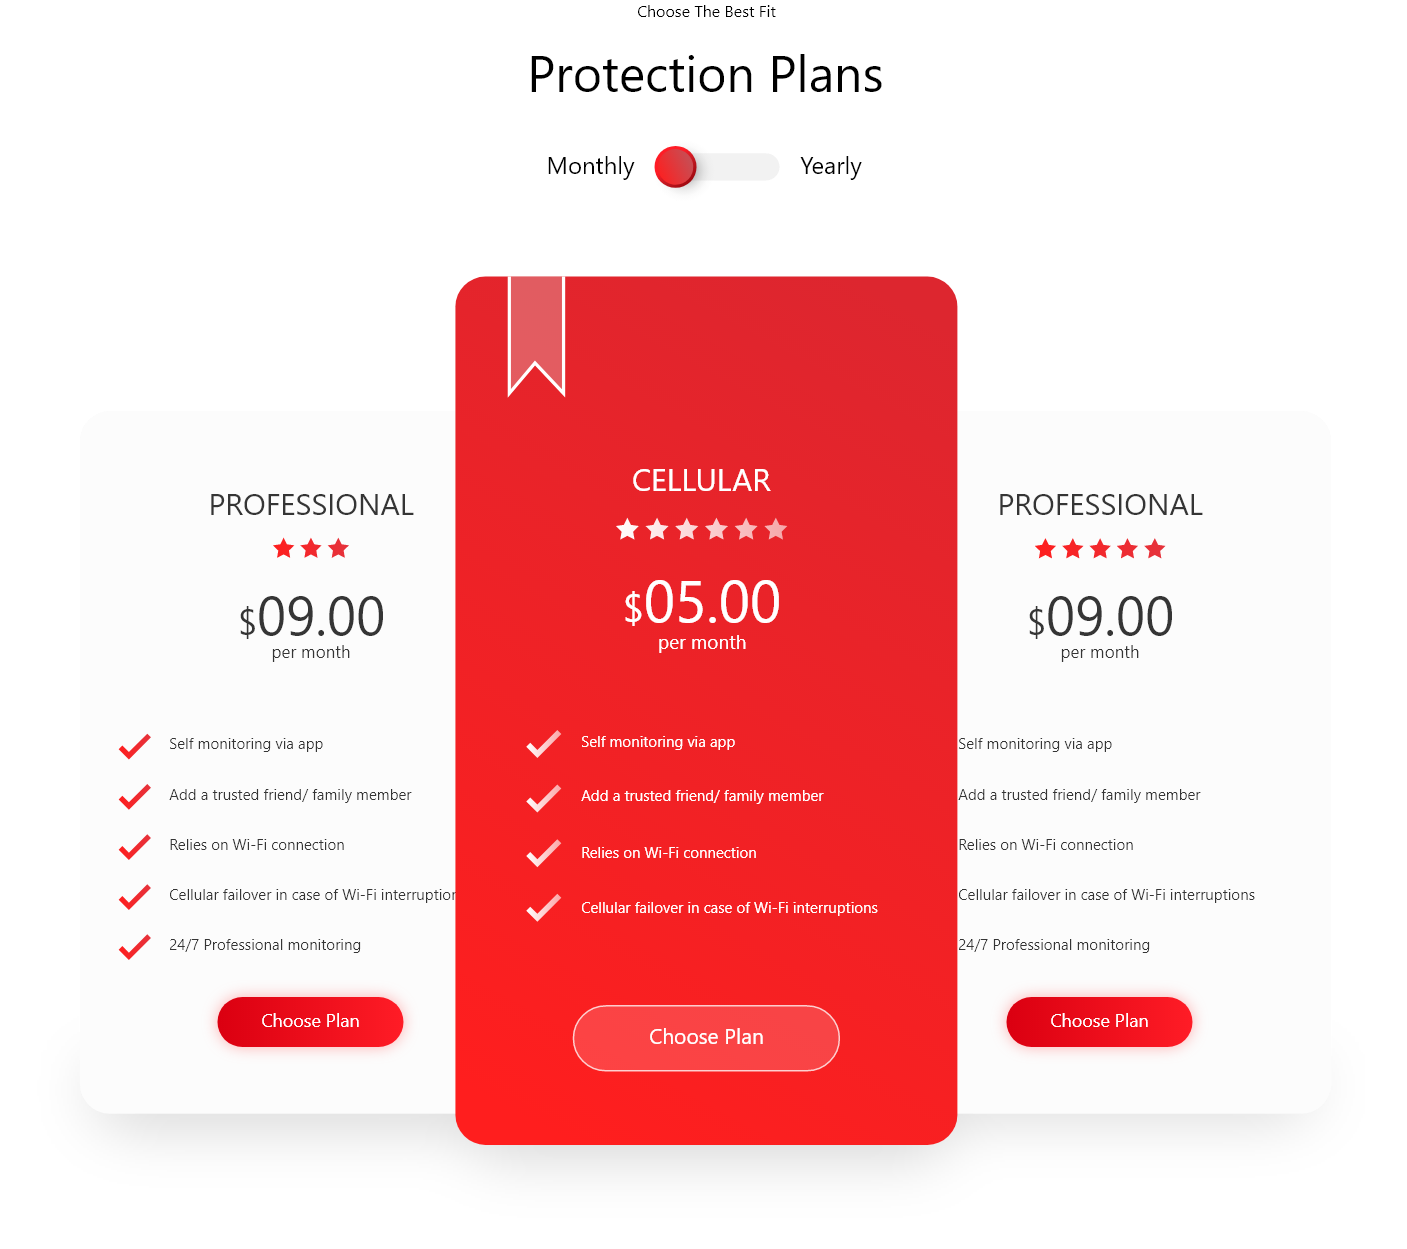 Choose The Best Fit
Protection Plans
Monthly
Yearly
PROFESSIONAL
$09.00
per month
Self monitoring via app
Add a trusted friend/ family member
Relies on Wi-Fi connection
Cellular failover in case of Wi-Fi interruption
24/7 Professional monitoring
Choose Plan
CELLULAR
$05.00
per month
Self monitoring via app
Add a trusted friend/ family member
Relies on Wi-Fi connection
Cellular failover in case of Wi-Fi interruptions
Choose Plan
PROFESSIONAL
$09.00
per month
Self monitoring via app
Add a trusted friend/ family member
Relies on Wi-Fi connection
Cellular failover in case of Wi-Fi interruptions
24/7 Professional monitoring
Choose Plan